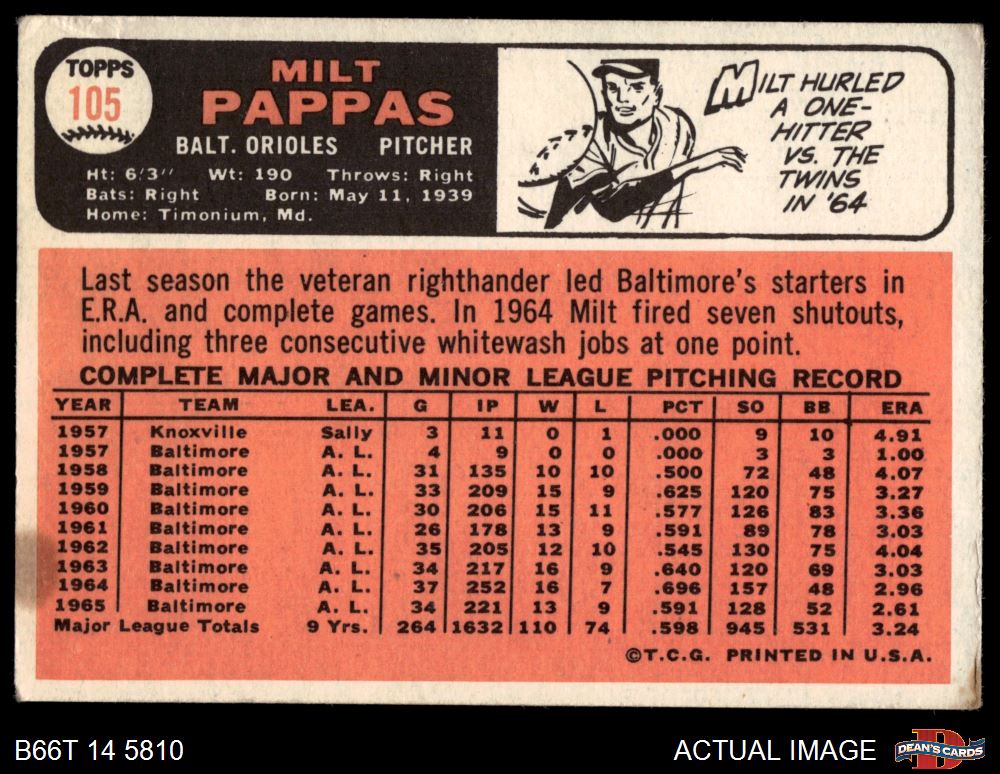 TOPPS
105
MILT
PAPPAS
BALT. ORIOLES PITCHER
Ht: 6'3" Wt: 190 Throws: Right
Bats: Right Born: May 11, 1939
Home: Timonium, Md.
MILT HURLED
A ONE-
HITTER
VS. THE
TWINS
IN '64
Last season the veteran righthander led Baltimore's starters in
E.R.A. and complete games. In 1964 Milt fired seven shutouts,
including three consecutive whitewash jobs at one point.
COMPLETE MAJOR AND MINOR LEAGUE PITCHING RECORD
YEAR TEAM LEA. G IP W L PCT SO BB ERA
1957 Knoxville Sally 3 11 0 1 .000 9 10 4.91
1957 Baltimore A. L. 4 9 0 0 .000 3 3 1.00
1958 Baltimore A. L. 31 135 10 10 .500 72 48 4.07
1959 Baltimore A. L. 33 209 15 9 .625 120 75 3.27
1960 Baltimore A. L. 30 206 15 11 .577 126 83 3.36
1961 Baltimore A. L. 26 178 13 9 .591 89 78 3.03
1962 Baltimore A. L. 35 205 12 10 .545 130 75 4.04
1963 Baltimore A. L. 34 217 16 9 .640 120 69 3.03
1964 Baltimore A. L. 37 252 16 7 .696 157 48 2.96
1965 Baltimore A. L. 34 221 13 9 .591 128 52 2.61
Major League Totals 9 Yrs. 264 1632 110 74 .598 945 531 3.24
©T.C.G. PRINTED IN U.S.A.
B66T 14 5810
ACTUAL IMAGE
DEAN'S CARDS